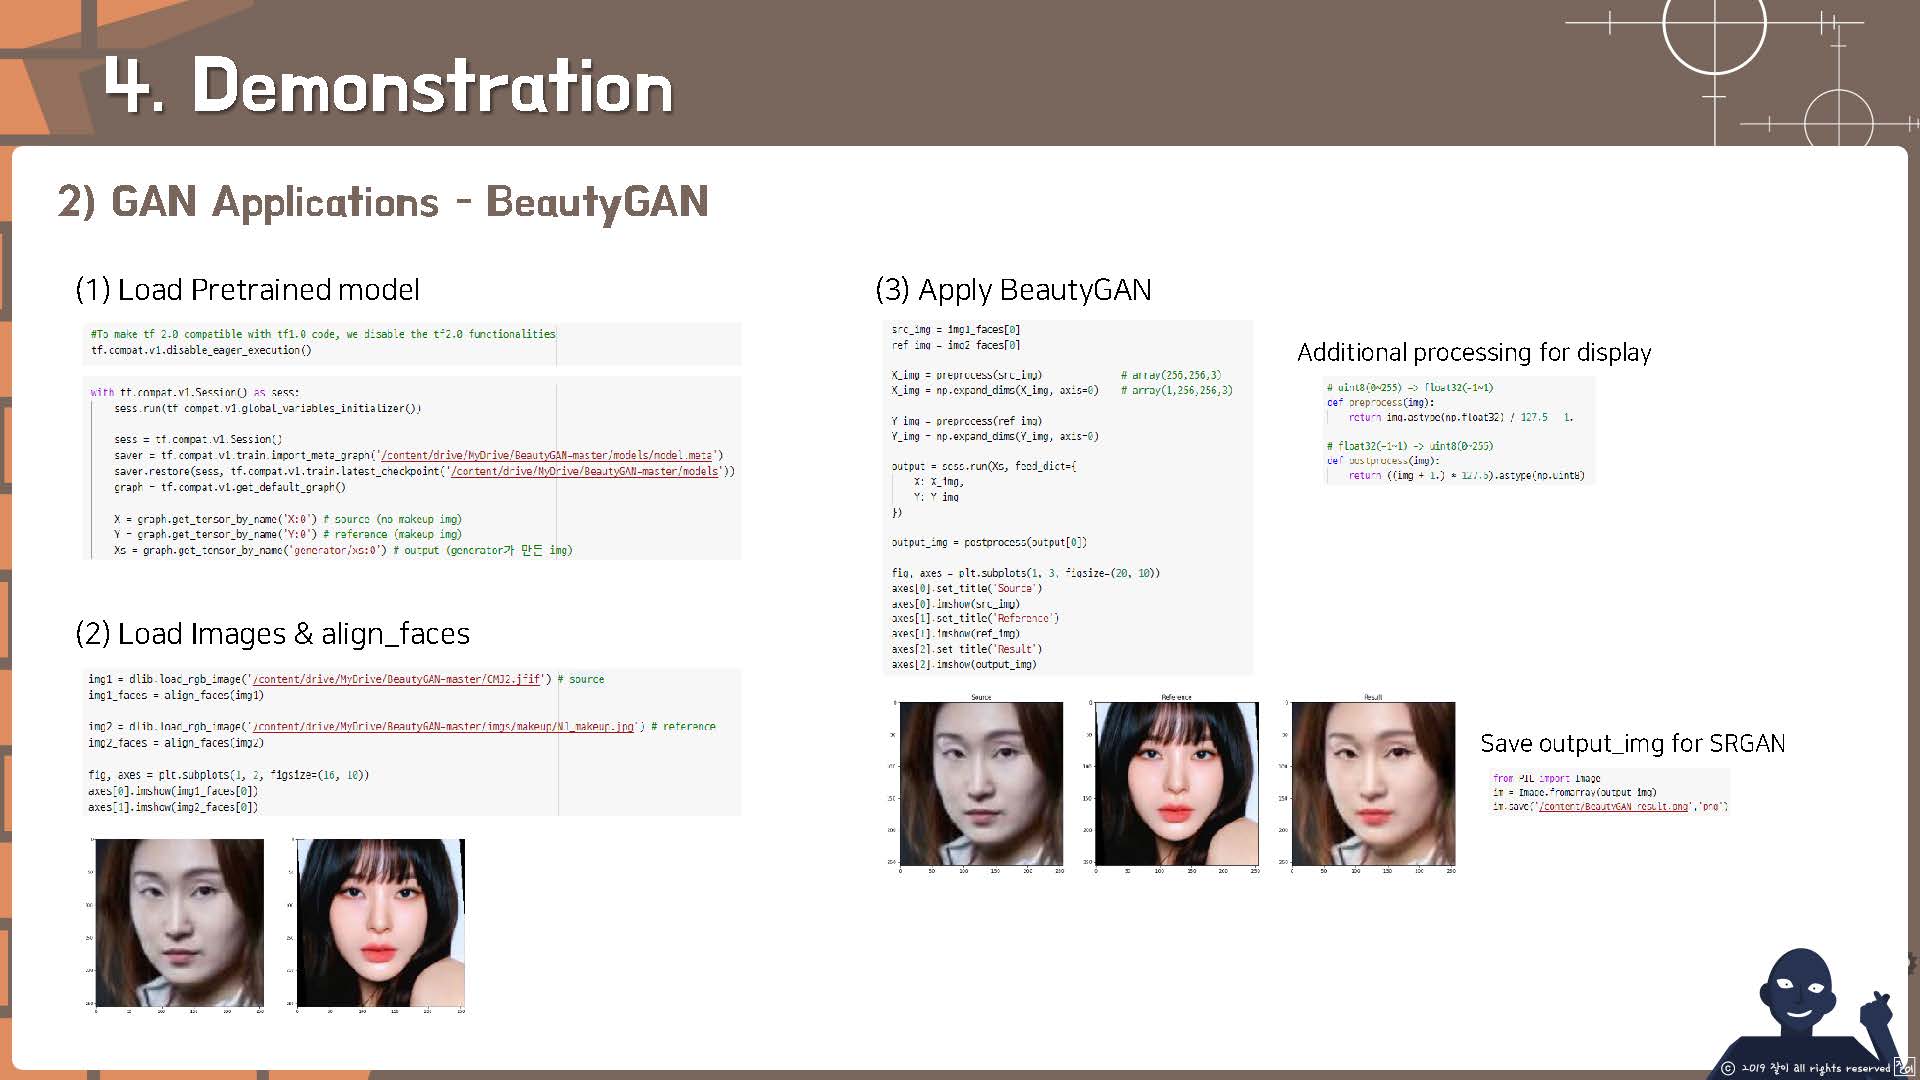 4. Demonstration
2) GAN Applications - BeautyGAN
(1) Load Pretrained model
#To make tf 2.0 compatible with tf1.0 code, we disable the tf2.0 functionalities
tf.compat.v1.disable_eager_execution()
with tf.compat.v1.Session() as sess:
sess.run(tf.compat.v1.global_variables_initializer())
sess = tf.compat.v1.Session()
saver = tf.compat.v1.train.import_meta_graph('/content/drive/MyDrive/BeautyGAN-master/models/model.meta')
saver.restore(sess, tf.compat.v1.train.latest_checkpoint('/content/drive/MyDrive/BeautyGAN-master/models'))
graph = tf.compat.v1.get_default_graph()
X = graph.get_tensor_by_name('X:0') # source (no makeup img)
Y = graph.get_tensor_by_name('Y:0') # reference (makeup img)
Xs = graph.get_tensor_by_name('generator/xs:0') # output (generator가 만든 img)
(2) Load Images & align_faces
img1 = dlib.load_rgb_image('/content/drive/MyDrive/BeautyGAN-master/CMJ2.jfif') # source
img1_faces = align_faces(img1)
img2 = dlib.load_rgb_image('/content/drive/MyDrive/BeautyGAN-master/imgs/makeup/NJ_makeup.jpg') # reference
img2_faces = align_faces(img2)
fig, axes = plt.subplots(1, 2, figsize=(16, 10))
axes[0].imshow(img1_faces[0])
axes[1].imshow(img2_faces[0])
(3) Apply BeautyGAN
src_img = img1_faces[0]
ref_img = img2_faces[0]
X_img = preprocess(src_img) # array(256,256,3)
X_img = np.expand_dims(X_img, axis=0) # array(1,256,256,3)
Y_img = preprocess(ref_img)
Y_img = np.expand_dims(Y_img, axis=0)
output = sess.run(Xs, feed_dict={
X: X_img,
Y: Y_img
})
output_img = postprocess(output[0])
fig, axes = plt.subplots(1, 3, figsize=(20, 10))
axes[0].set_title('Source')
axes[0].imshow(src_img)
axes[1].set_title('Reference')
axes[1].imshow(ref_img)
axes[2].set_title('Result')
axes[2].imshow(output_img)
Additional processing for display
# uint8(0~255) -> float32(-1~1)
def preprocess(img):
return img.astype(np.float32) / 127.5 - 1.
# float32(-1~1) -> uint8(0~255)
def postprocess(img):
return ((img + 1.) * 127.5).astype(np.uint8)
Source
Reference
Result
Save output_img for SRGAN
from PIL import Image
im = Image.fromarray(output_img)
im.save('/content/BeautyGAN_result.png','png')
© 2019 잘이 all rights reserved